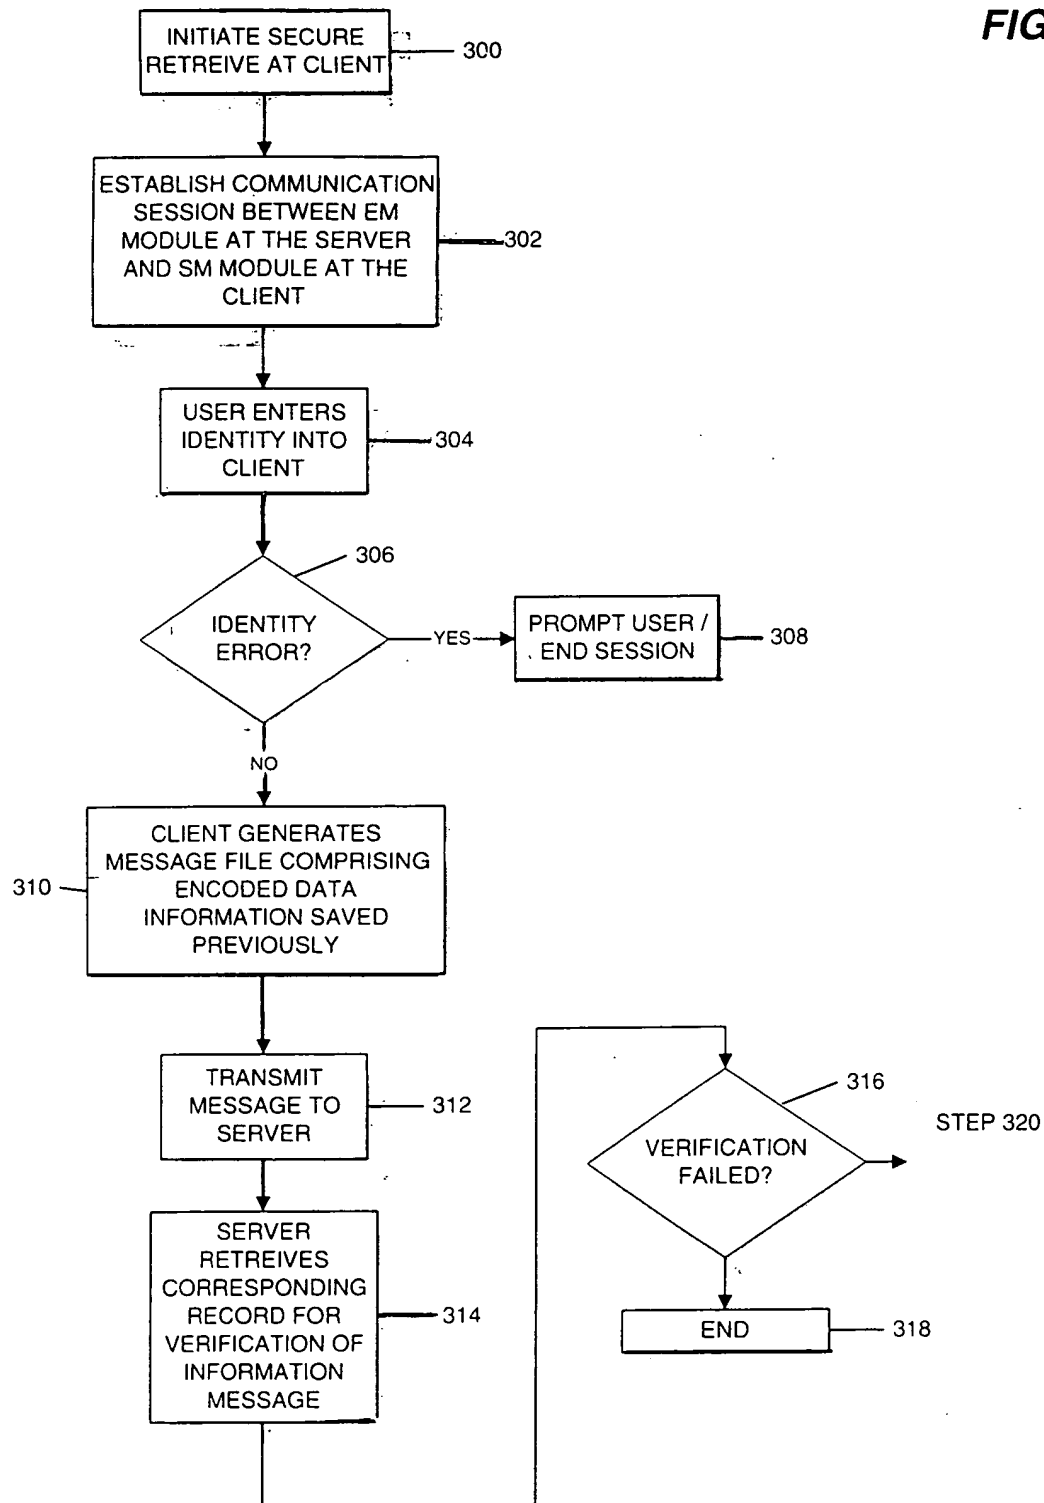 FIG
INITIATE SECURE
RETREIVE AT CLIENT
300
ESTABLISH COMMUNICATION
SESSION BETWEEN EM
MODULE AT THE SERVER
AND SM MODULE AT THE
CLIENT
302
USER ENTERS
IDENTITY INTO
CLIENT
304
306
IDENTITY
ERROR?
YES
PROMPT USER /
END SESSION
308
NO
CLIENT GENERATES
MESSAGE FILE COMPRISING
ENCODED DATA
INFORMATION SAVED
PREVIOUSLY
310
TRANSMIT
MESSAGE TO
SERVER
312
SERVER
RETREIVES
CORRESPONDING
RECORD FOR
VERIFICATION OF
INFORMATION
MESSAGE
314
316
VERIFICATION
FAILED?
STEP 320
END
318